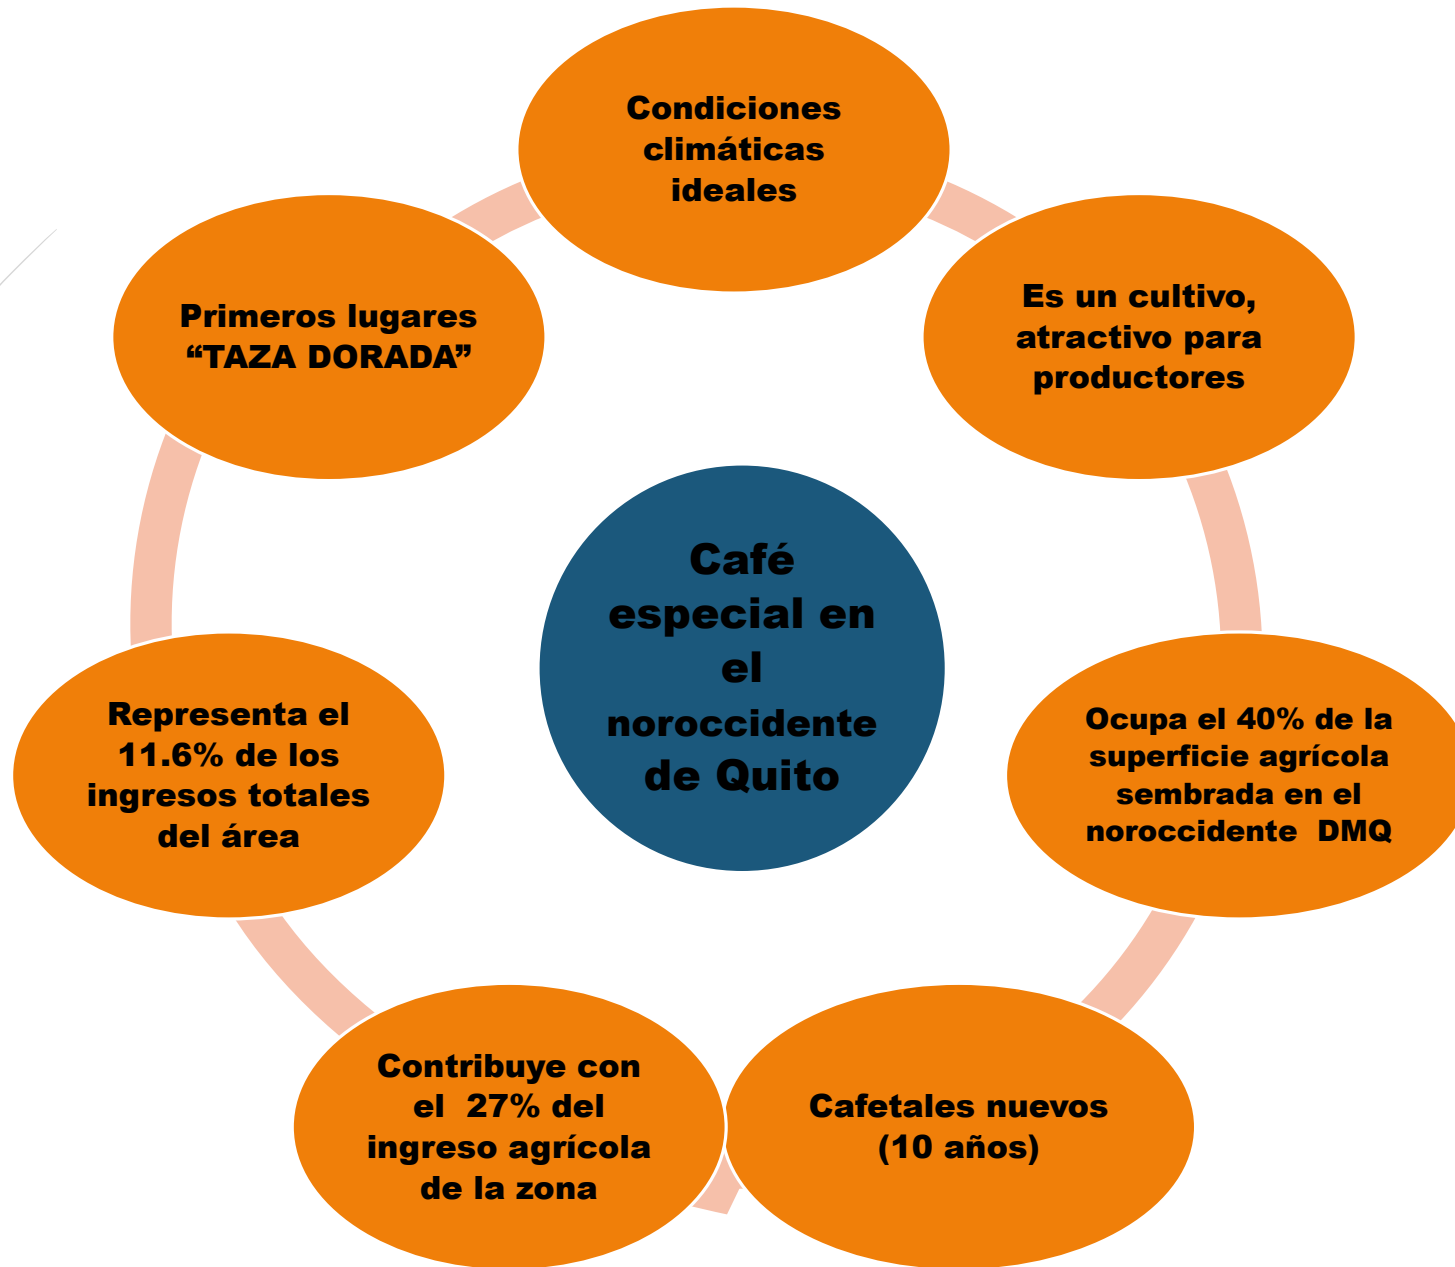 Condiciones
climáticas
ideales
Es un cultivo,
atractivo para
productores
Ocupa el 40% de la
superficie agrícola
sembrada en el
noroccidente DMQ
Cafetales nuevos
(10 años)
Contribuye con
el 27% del
ingreso agrícola
de la zona
Representa el
11.6% de los
ingresos totales
del área
Primeros lugares
“TAZA DORADA”
Café
especial en
el
noroccidente
de Quito